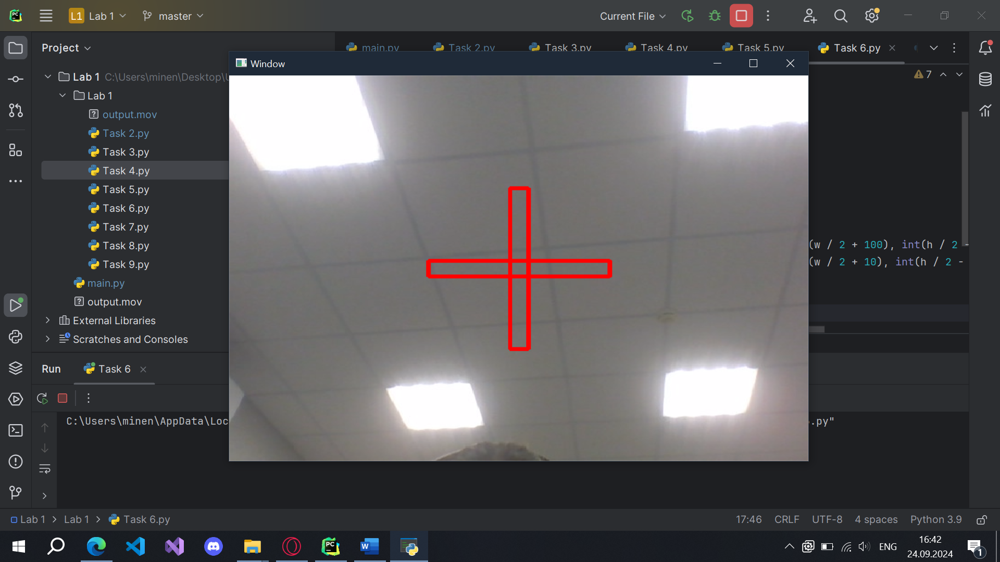 L1 Lab 1 master Current File
Project
main.py Task 2.py Task 3.py Task 4.py Task 5.py Task 6.py
Window
7
Lab 1 C:\Users\minen\Desktop\
Lab 1
output.mov
Task 2.py
Task 3.py
Task 4.py
Task 5.py
Task 6.py
Task 7.py
Task 8.py
Task 9.py
main.py
output.mov
External Libraries
Scratches and Consoles
(w / 2 + 100), int(h / 2 -
(w / 2 + 10), int(h / 2 -
Run Task 6
C:\Users\minen\AppData\Loc .py"
Lab 1 > Lab 1 > Task 6.py 17:46 CRLF UTF-8 4 spaces Python 3.9
ENG 16:42
24.09.2024
1